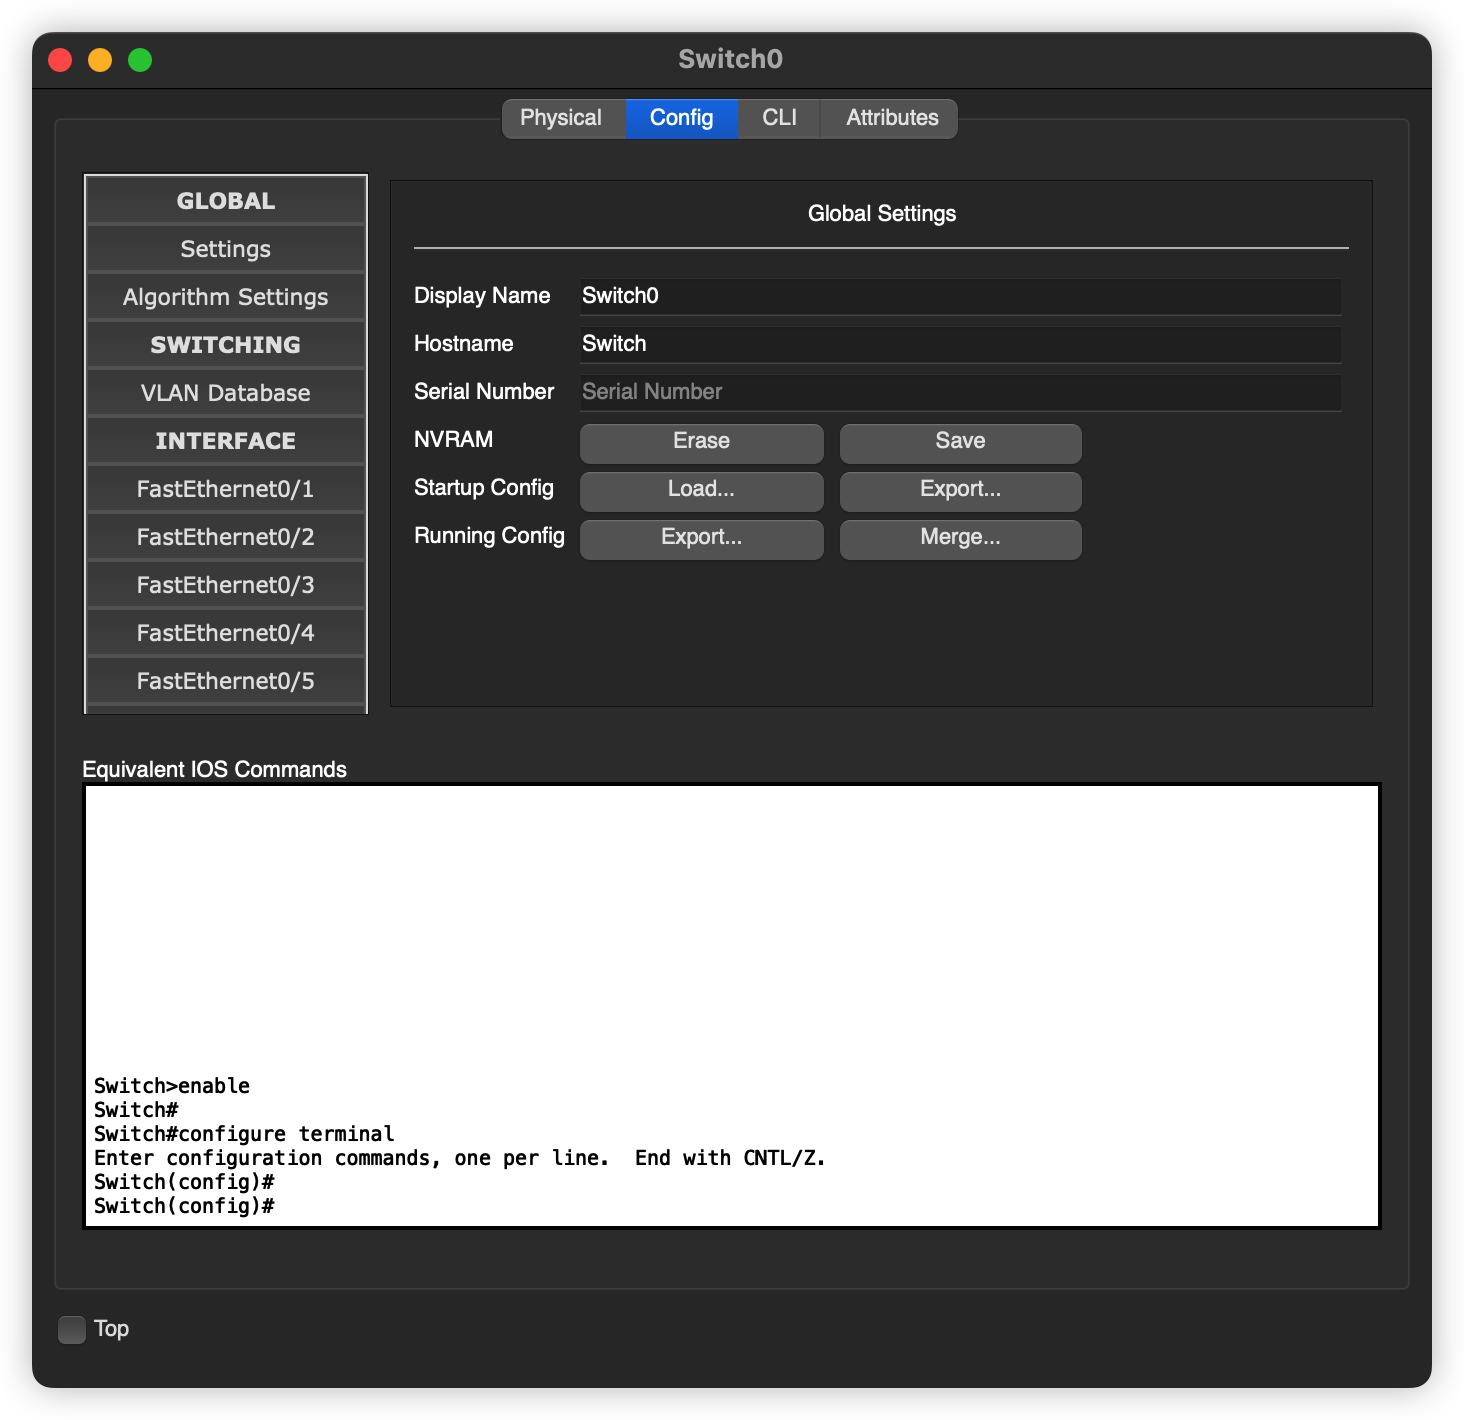 Switch0
Physical Config CLI Attributes
GLOBAL
Settings
Algorithm Settings
SWITCHING
VLAN Database
INTERFACE
FastEthernet0/1
FastEthernet0/2
FastEthernet0/3
FastEthernet0/4
FastEthernet0/5
Global Settings
Display Name Switch0
Hostname Switch
Serial Number Serial Number
NVRAM Erase Save
Startup Config Load... Export...
Running Config Export... Merge...
Equivalent IOS Commands
Switch>enable
Switch#
Switch#configure terminal
Enter configuration commands, one per line.  End with CNTL/Z.
Switch(config)#
Switch(config)#
Top